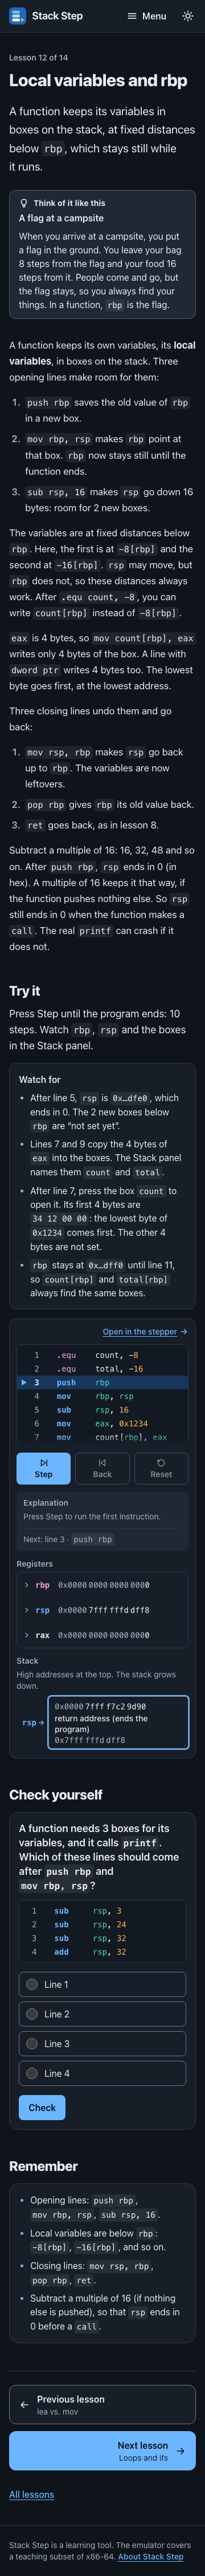 Stack Step
Menu
Lesson 12 of 14
Local variables and rbp
A function keeps its variables in
boxes on the stack, at fixed distances
below rbp, which stays still while
it runs.
Think of it like this
A flag at a campsite
When you arrive at a campsite, you put
a flag in the ground. You leave your bag
8 steps from the flag and your food 16
steps from it. People come and go, but
the flag stays, so you always find your
things. In a function, rbp is the flag.
A function keeps its own variables, its local
variables, in boxes on the stack. Three
opening lines make room for them:
1. push rbp saves the old value of rbp
in a new box.
2. mov rbp, rsp makes rbp point at
that box. rbp now stays still until the
function ends.
3. sub rsp, 16 makes rsp go down 16
bytes: room for 2 new boxes.
The variables are at fixed distances below
rbp. Here, the first is at -8[rbp] and the
second at -16[rbp]. rsp may move, but
rbp does not, so these distances always
work. After .equ count, -8, you can
write count[rbp] instead of -8[rbp].
eax is 4 bytes, so mov count[rbp], eax
writes only 4 bytes of the box. A line with
dword ptr writes 4 bytes too. The lowest
byte goes first, at the lowest address.
Three closing lines undo them and go
back:
1. mov rsp, rbp makes rsp go back
up to rbp. The variables are now
leftovers.
2. pop rbp gives rbp its old value back.
3. ret goes back, as in lesson 8.
Subtract a multiple of 16: 16, 32, 48 and so
on. After push rbp, rsp ends in 0 (in
hex). A multiple of 16 keeps it that way, if
the function pushes nothing else. So rsp
still ends in 0 when the function makes a
call. The real printf can crash if it
does not.
Try it
Press Step until the program ends: 10
steps. Watch rbp, rsp and the boxes
in the Stack panel.
Watch for
• After line 5, rsp is 0x…dfe0, which
ends in 0. The 2 new boxes below
rbp are “not set yet”.
• Lines 7 and 9 copy the 4 bytes of
eax into the boxes. The Stack panel
names them count and total.
• After line 7, press the box count to
open it. Its first 4 bytes are
34 12 00 00: the lowest byte of
0x1234 comes first. The other 4
bytes are not set.
• rbp stays at 0x…dff0 until line 11,
so count[rbp] and total[rbp]
always find the same boxes.
Open in the stepper →
1 .equ count, -8
2 .equ total, -16
3 push rbp
4 mov rbp, rsp
5 sub rsp, 16
6 mov eax, 0x1234
7 mov count[rbp], eax
Step
Back
Reset
Explanation
Press Step to run the first instruction.
Next: line 3 · push rbp
Registers
rbp 0x0000 0000 0000 0000
rsp 0x0000 7fff fffd dff8
rax 0x0000 0000 0000 0000
Stack
High addresses at the top. The stack grows
down.
0x0000 7fff f7c2 9d90
return address (ends the
rsp →
program)
0x7fff fffd dff8
Check yourself
A function needs 3 boxes for its
variables, and it calls printf.
Which of these lines should come
after push rbp and
mov rbp, rsp?
1 sub rsp, 3
2 sub rsp, 24
3 sub rsp, 32
4 add rsp, 32
Line 1
Line 2
Line 3
Line 4
Check
Remember
• Opening lines: push rbp,
mov rbp, rsp, sub rsp, 16.
• Local variables are below rbp:
-8[rbp], -16[rbp], and so on.
• Closing lines: mov rsp, rbp,
pop rbp, ret.
• Subtract a multiple of 16 (if nothing
else is pushed), so that rsp ends in
0 before a call.
← Previous lesson
lea vs. mov
Next lesson →
Loops and ifs
All lessons
Stack Step is a learning tool. The emulator covers
a teaching subset of x86-64. About Stack Step